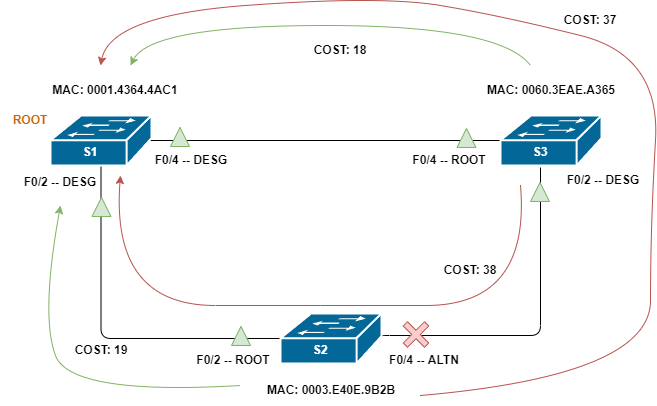 COST: 37
COST: 18
MAC: 0001.4364.4AC1
MAC: 0060.3EAE.A365
ROOT
S1
S3
F0/4 -- DESG
F0/4 -- ROOT
F0/2 -- DESG
F0/2 -- DESG
COST: 38
COST: 19
S2
F0/2 -- ROOT
F0/4 -- ALTN
MAC: 0003.E40E.9B2B